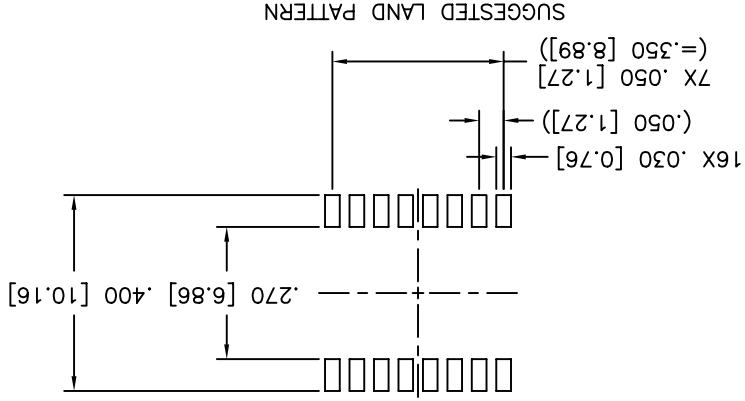 16X .030 [0.76]
(.050 [1.27])
7X .050 [1.27]
(=.350 [8.89])
.270 [6.86]
.400 [10.16]
SUGGESTED LAND PATTERN